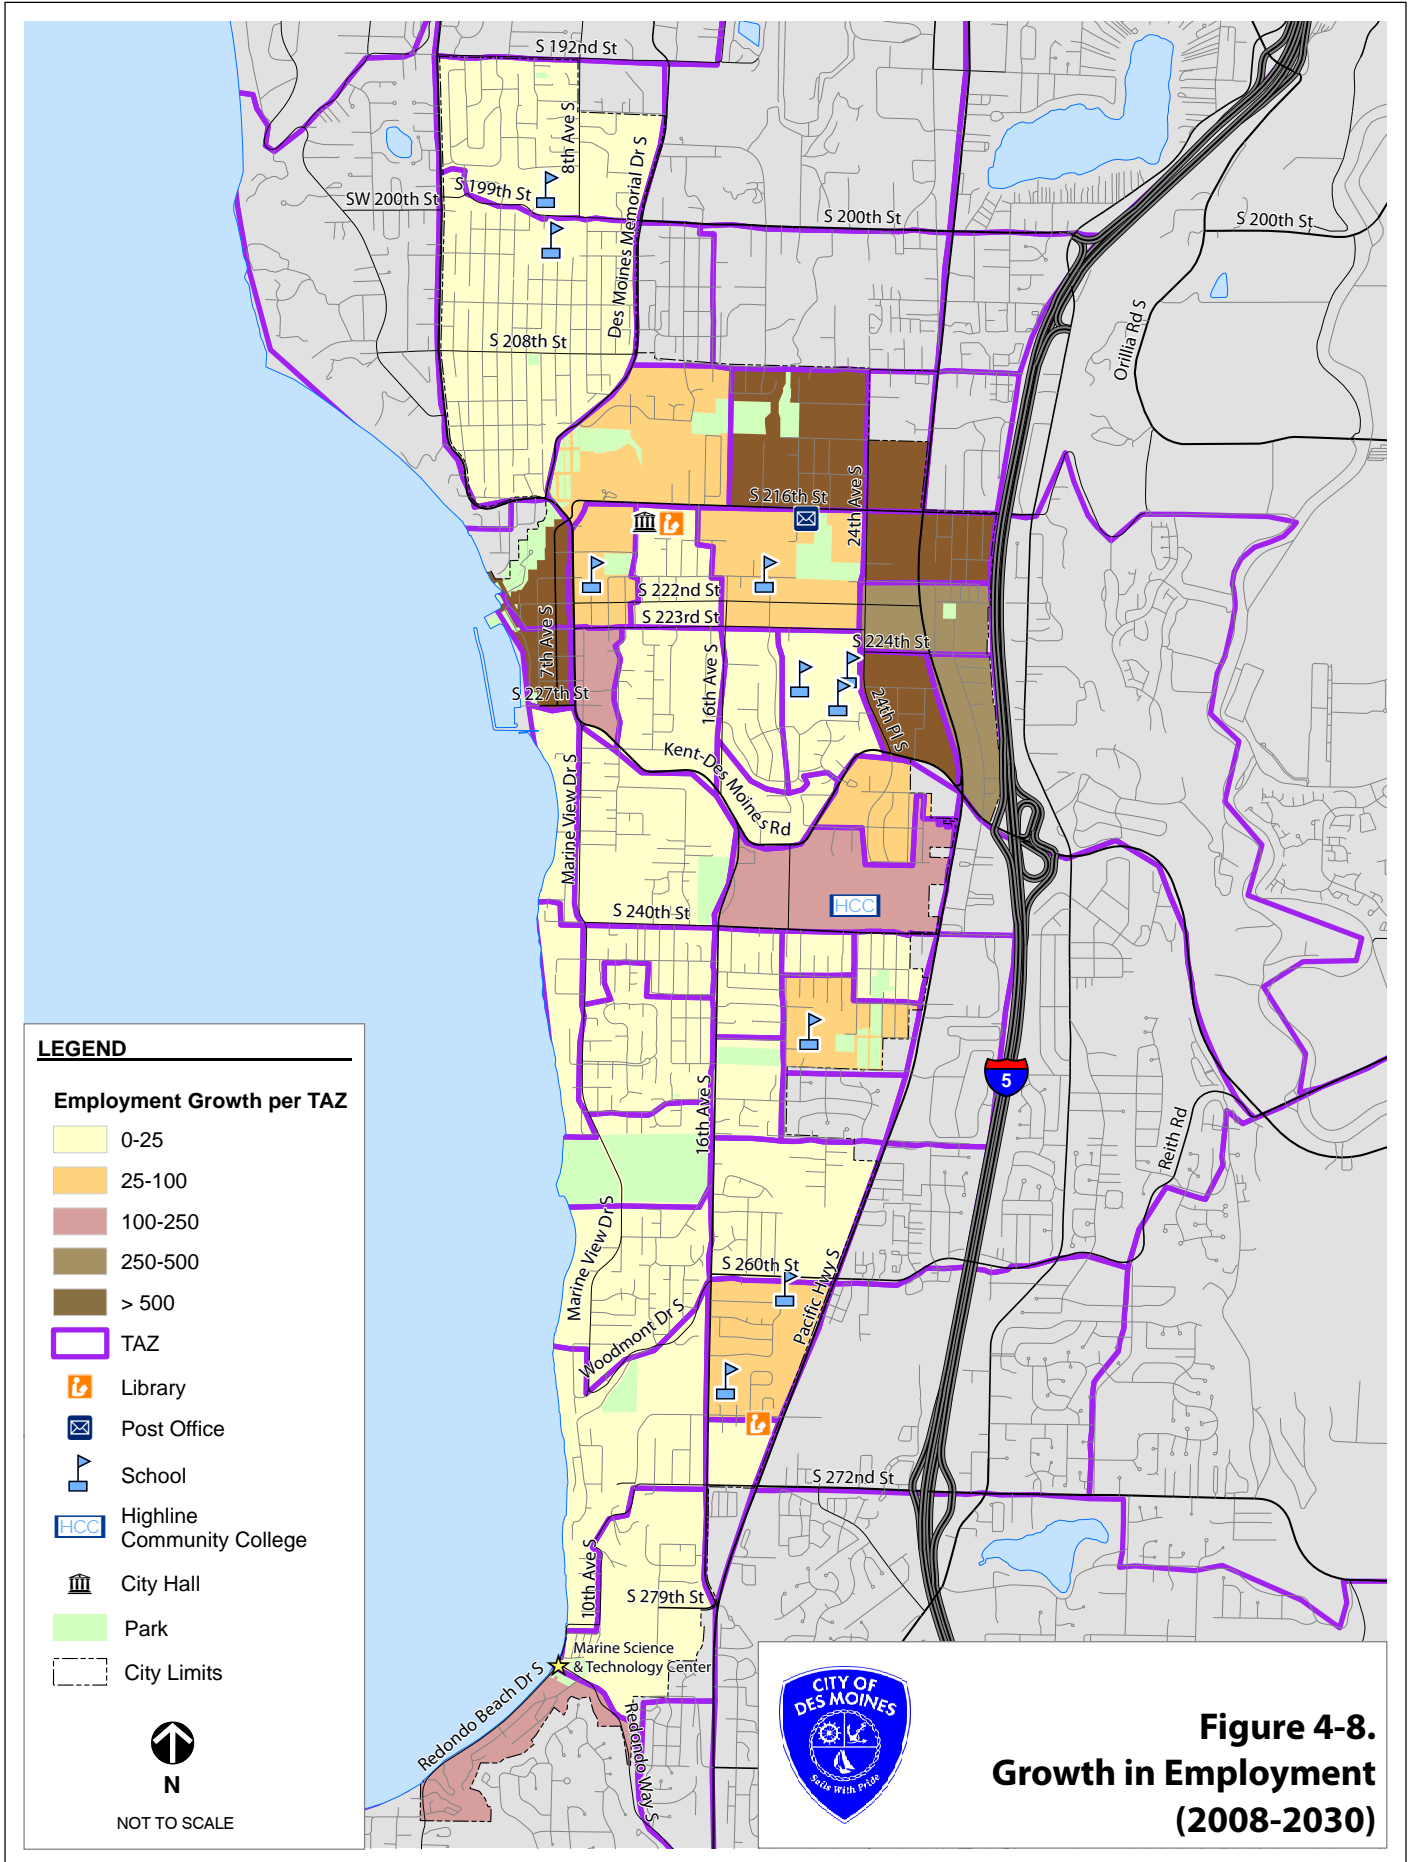 S 192nd St
8th Ave S
Des Moines Memorial Dr S
S 199th St
SW 200th St
S 200th St
S 200th St
Orillia Rd S
S 208th St
S 216th St
24th Ave S
S 222nd St
S 223rd St
S 224th St
7th Ave S
16th Ave S
S 227th St
24th Pl S
Kent-Des Moines Rd
Marine View Dr S
HCC
S 240th St
5
16th Ave S
Reith Rd
Marine View Dr S
S 260th St
Pacific Hwy S
Woodmont Dr S
S 272nd St
10th Ave S
S 279th St
Marine Science
& Technology Center
Redondo Beach Dr S
Redondo Way S
LEGEND
Employment Growth per TAZ
0-25
25-100
100-250
250-500
> 500
TAZ
Library
Post Office
School
HCC
Highline
Community College
City Hall
Park
City Limits
N
NOT TO SCALE
CITY OF
DES MOINES
Sails With Pride
Figure 4-8.
Growth in Employment
(2008-2030)